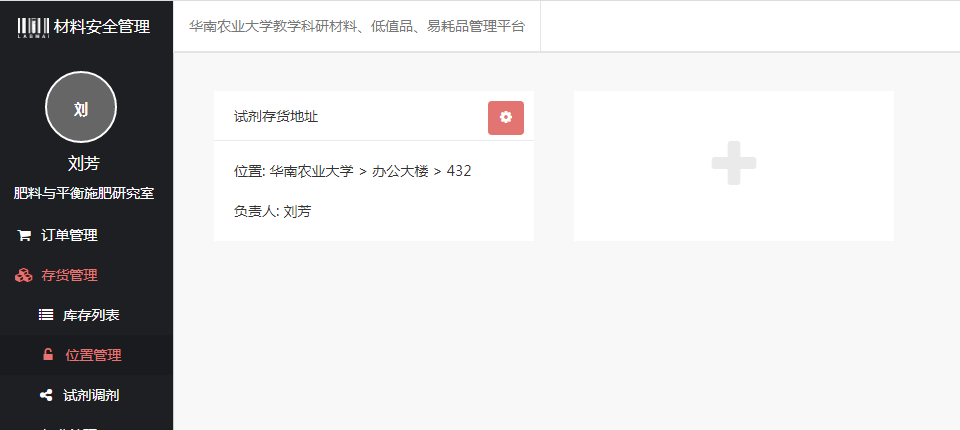 LABMAI 材料安全管理
华南农业大学教学科研材料、低值品、易耗品管理平台
刘
刘芳
肥料与平衡施肥研究室
订单管理
存货管理
库存列表
位置管理
试剂调剂
试剂存货地址
位置: 华南农业大学 > 办公大楼 > 432
负责人: 刘芳